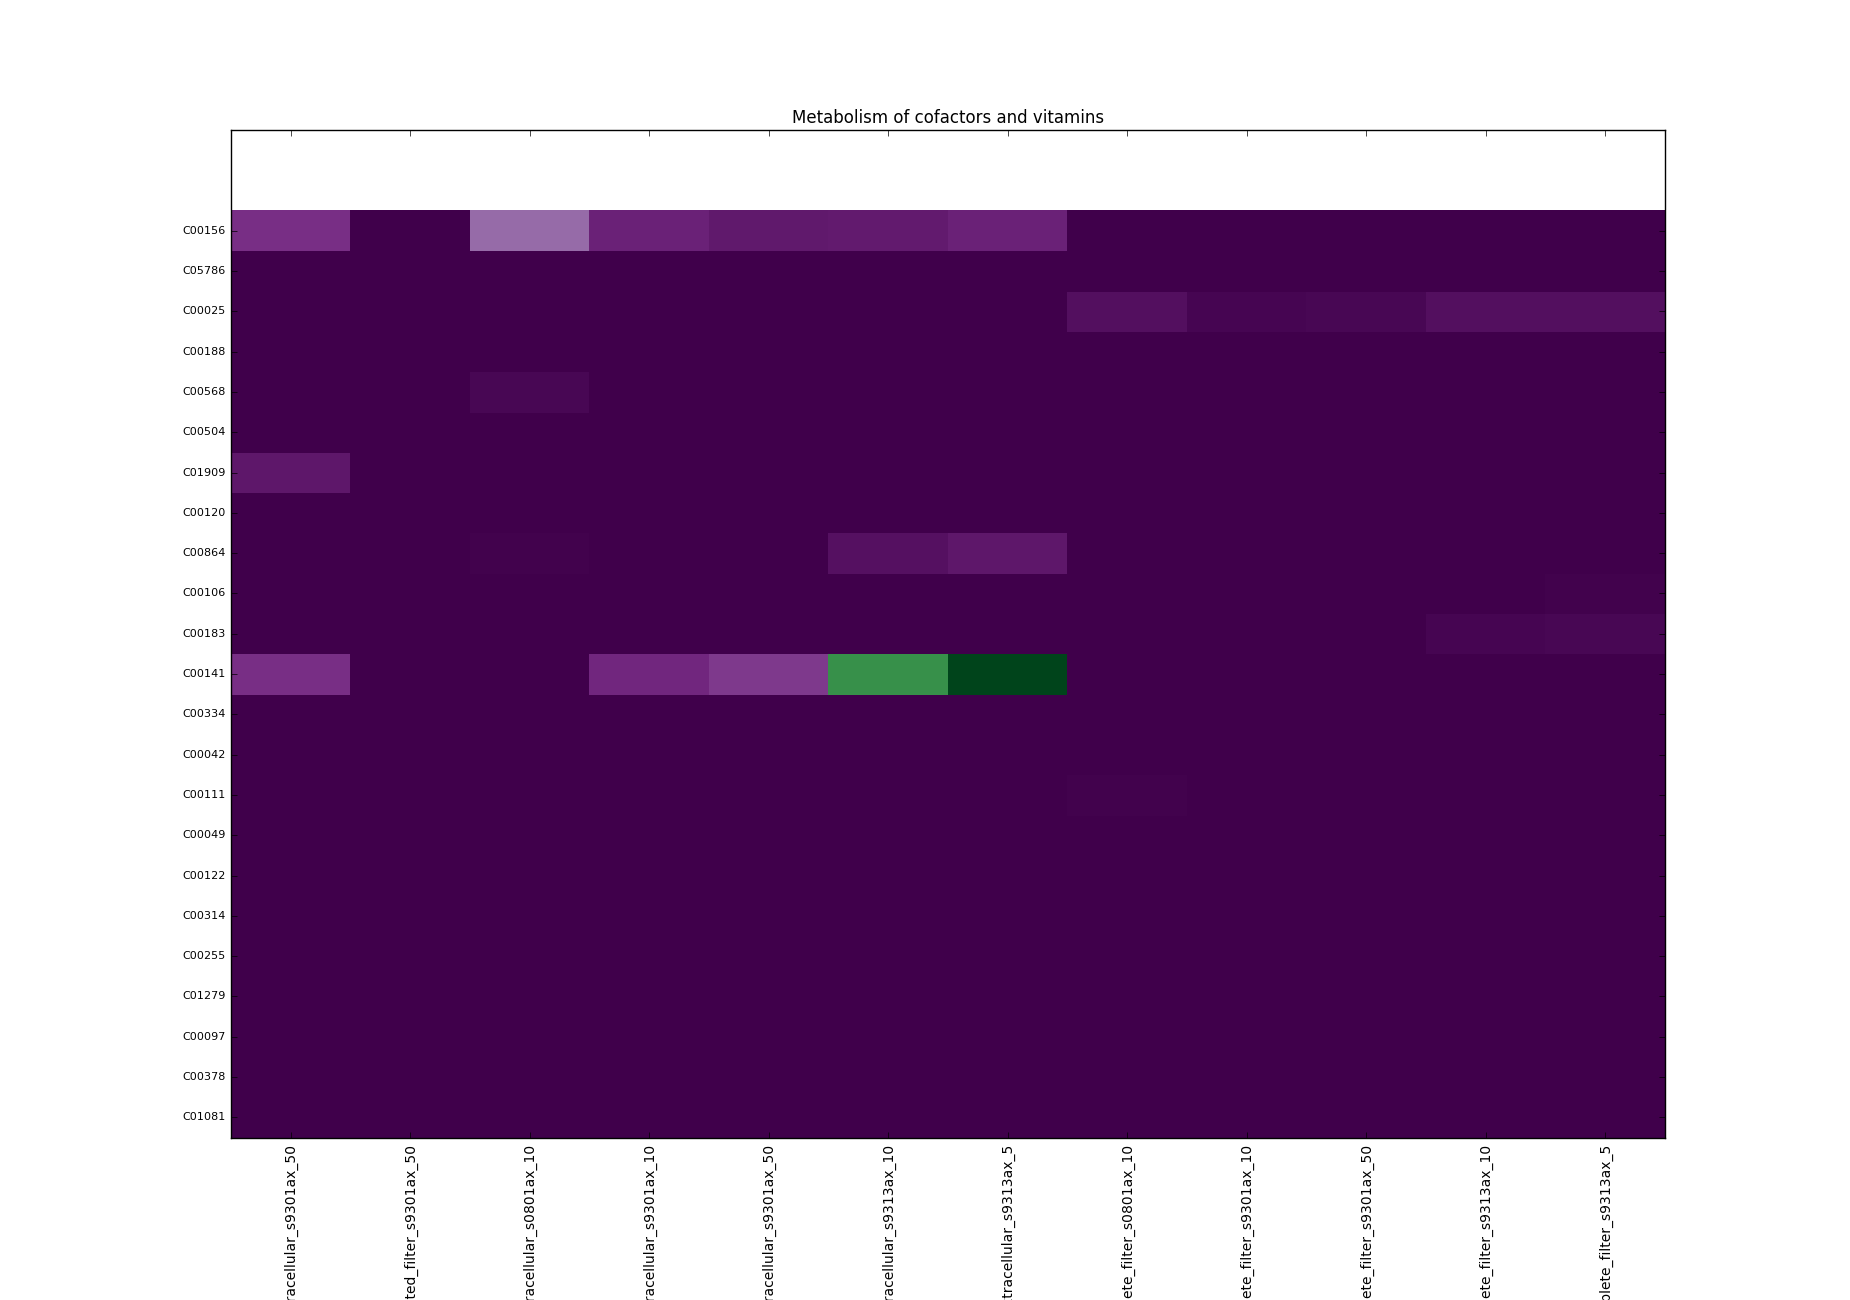 Metabolism of cofactors and vitamins
C00156
C05786
C00025
C00188
C00568
C00504
C01909
C00120
C00864
C00106
C00183
C00141
C00334
C00042
C00111
C00049
C00122
C00314
C00255
C01279
C00097
C00378
C01081
racellular_s9301ax_50
ted_filter_s9301ax_50
racellular_s0801ax_10
racellular_s9301ax_10
racellular_s9301ax_50
racellular_s9313ax_10
tracellular_s9313ax_5
ete_filter_s0801ax_10
ete_filter_s9301ax_10
ete_filter_s9301ax_50
ete_filter_s9313ax_10
plete_filter_s9313ax_5